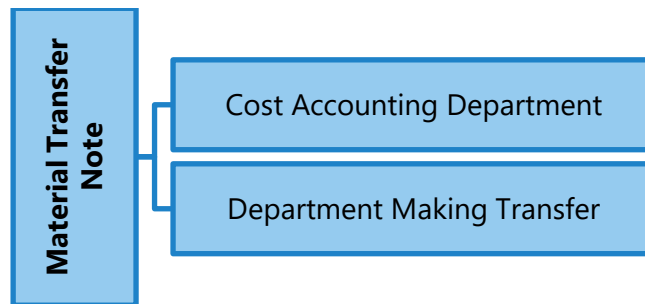 Material Transfer
Note
Cost Accounting Department
Department Making Transfer